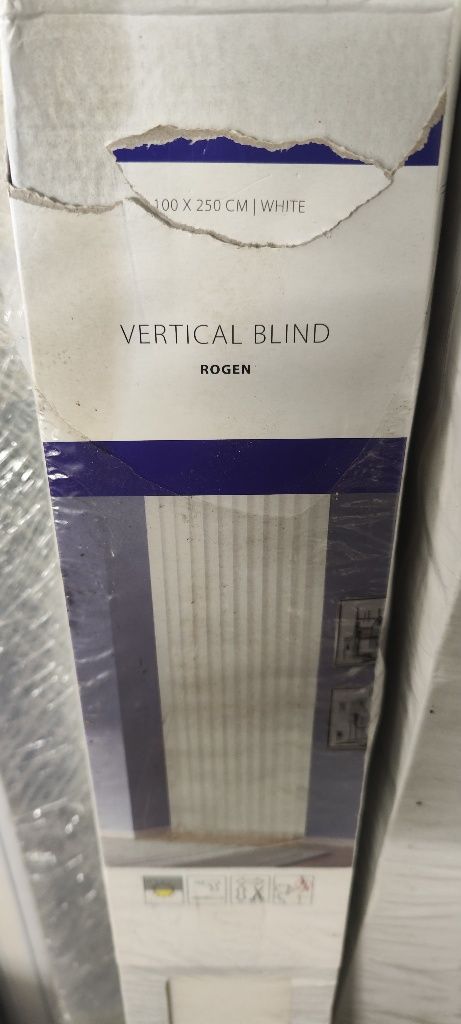 100 X 250 CM | WHITE
VERTICAL BLIND
ROGEN